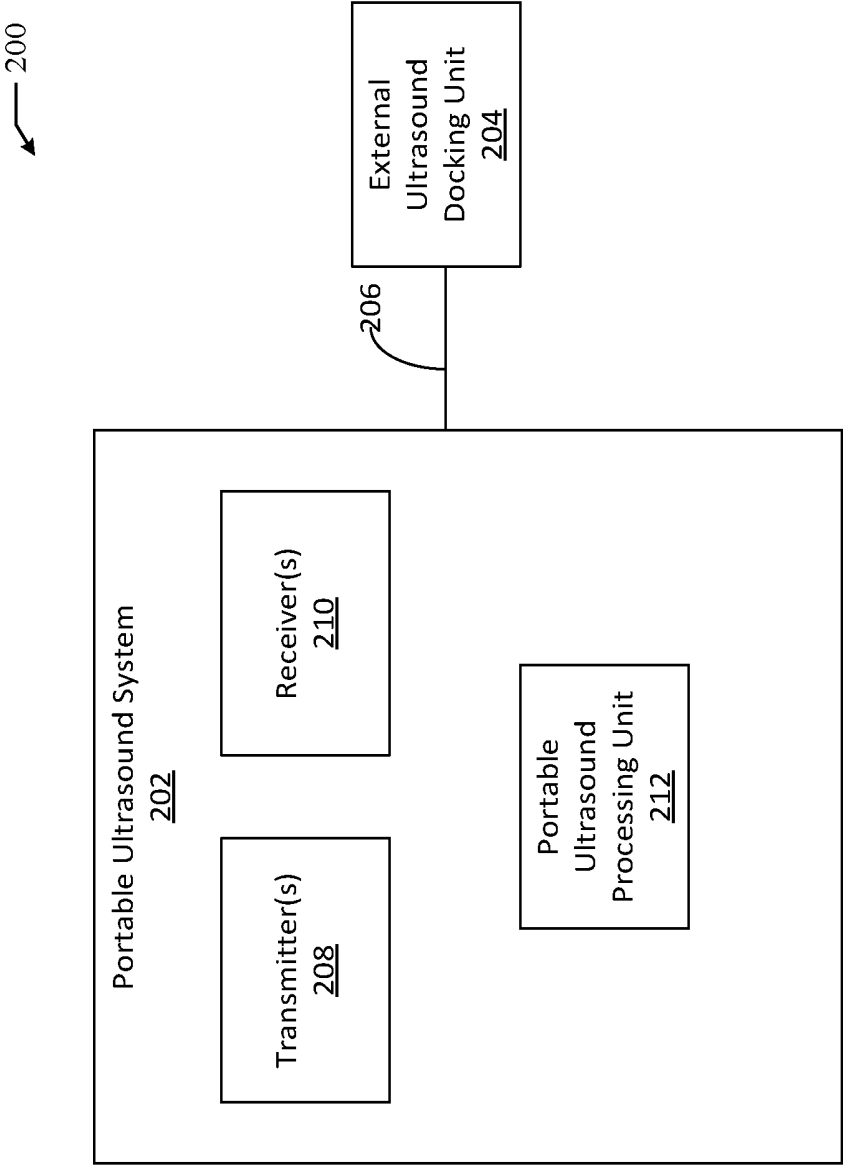 200
Portable Ultrasound System
202
Transmitter(s)
208
Receiver(s)
210
Portable
Ultrasound
Processing Unit
212
206
External
Ultrasound
Docking Unit
204